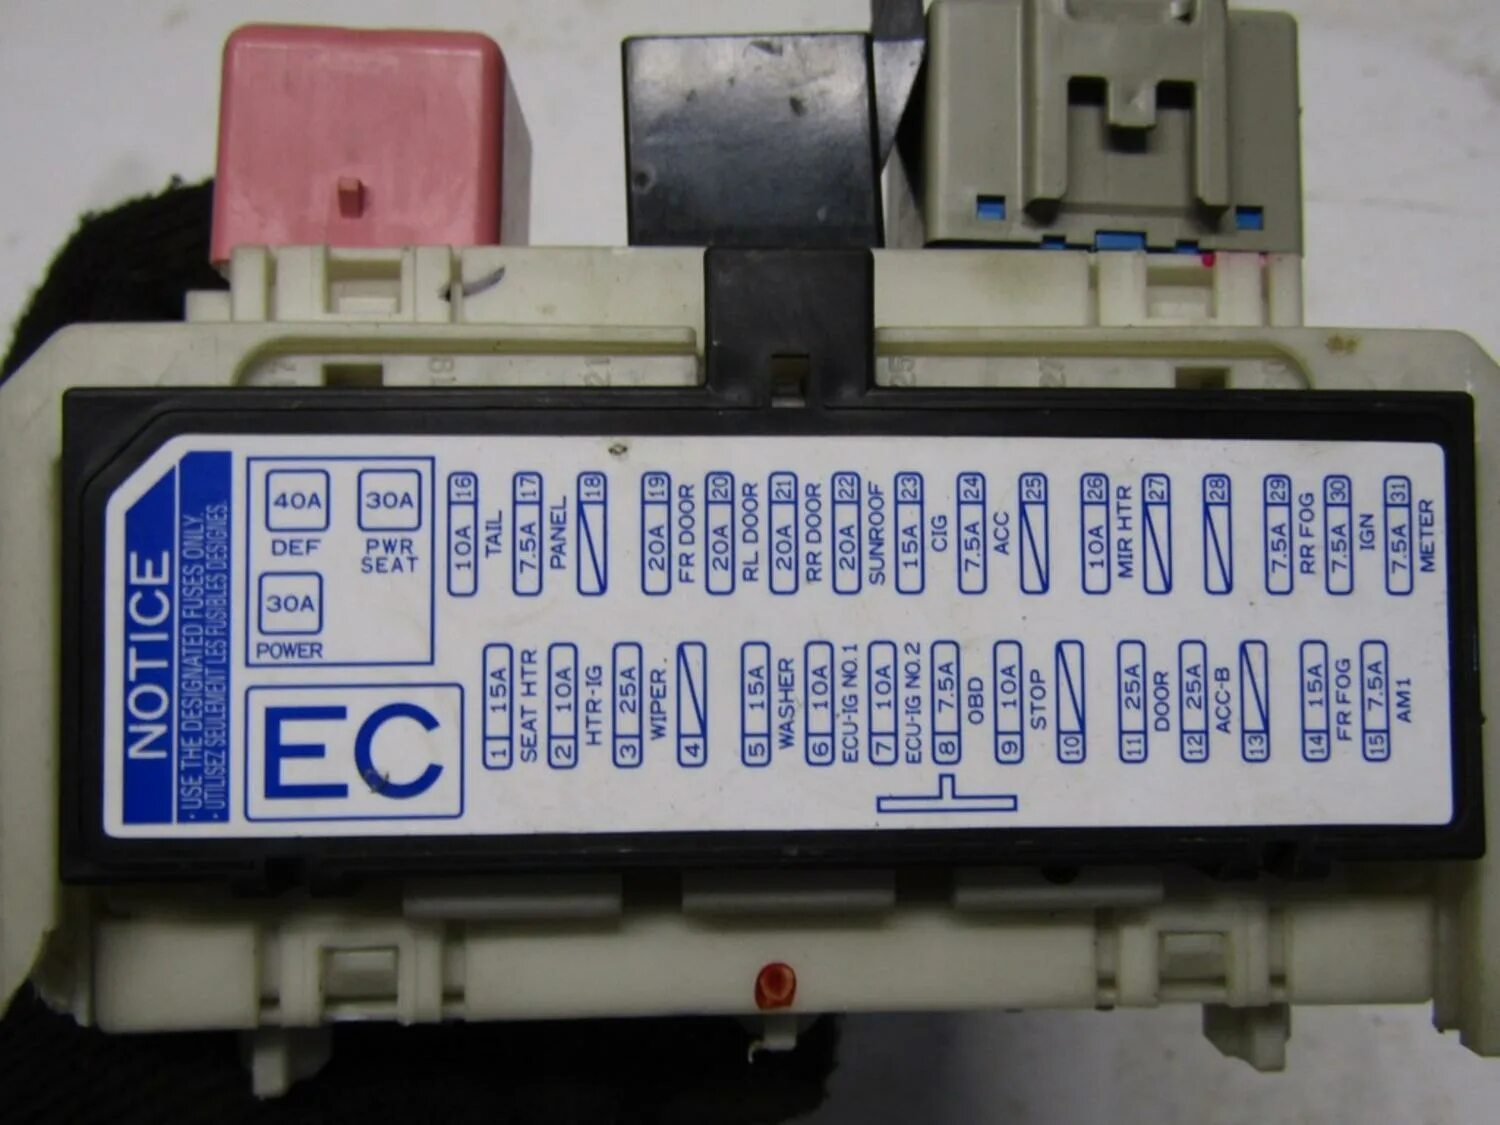 NOTICE
· USE THE DESIGNATED FUSES ONLY.
· UTILISEZ SEULEMENT LES FUSIBLES DESIGNES.
40A
DEF
30A
PWR
SEAT
30A
POWER
EC
16 10A
TAIL
17 7.5A
PANEL
18
19 20A
FR DOOR
20 20A
RL DOOR
21 20A
RR DOOR
22 20A
SUNROOF
23 15A
CIG
24 7.5A
ACC
25
26 10A
MIR HTR
27
28
29 7.5A
RR FOG
30 7.5A
IGN
31 7.5A
METER
1 15A
SEAT HTR
2 10A
HTR-IG
3 25A
WIPER.
4
5 15A
WASHER
6 10A
ECU-IG NO.1
7 10A
ECU-IG NO.2
8 7.5A
OBD
9 10A
STOP
10
11 25A
DOOR
12 25A
ACC-B
13
14 15A
FR FOG
15 7.5A
AM1